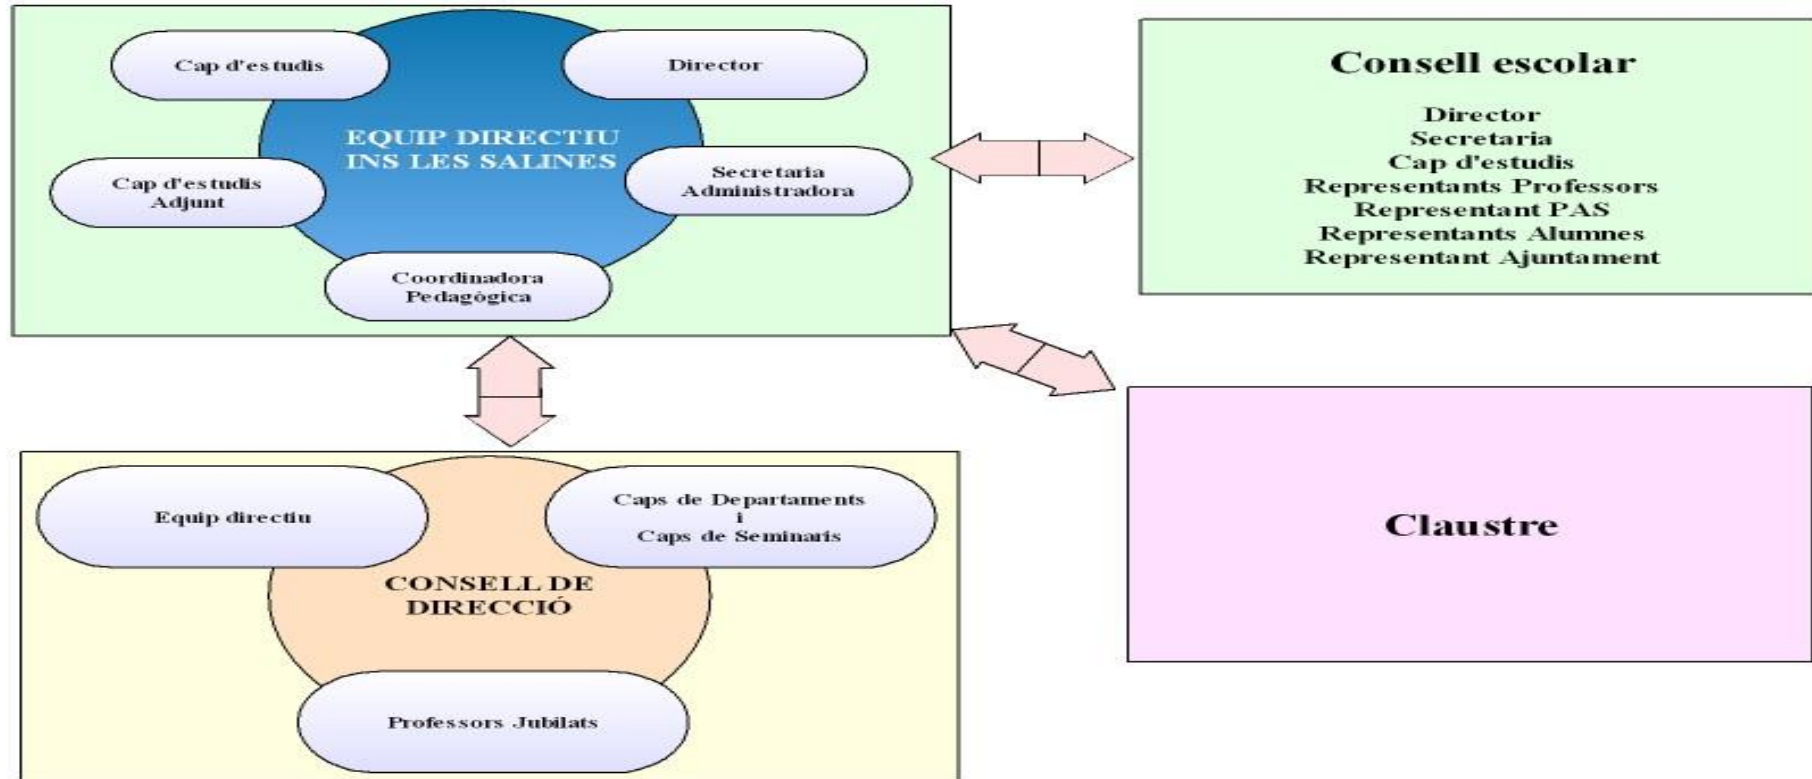 Cap d'estudis
Director
EQUIP DIRECTIU
INS LES SALINES
Cap d'estudis
Adjunt
Secretaria
Administradora
Coordinadora
Pedagògica
Consell escolar
Director
Secretaria
Cap d'estudis
Representants Professors
Representant PAS
Representants Alumnes
Representant Ajuntament
Equip directiu
Caps de Departaments
i
Caps de Seminaris
CONSELL DE
DIRECCIÓ
Professors Jubilats
Claustre